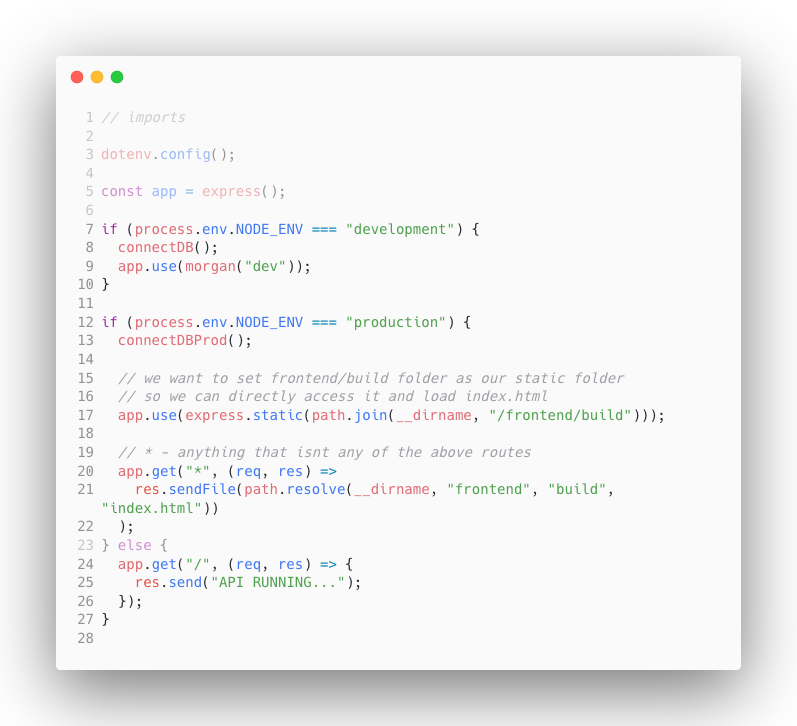 1 // imports
2
3 dotenv.config();
4
5 const app = express();
6
7 if (process.env.NODE_ENV === "development") {
8   connectDB();
9   app.use(morgan("dev"));
10 }
11
12 if (process.env.NODE_ENV === "production") {
13   connectDBProd();
14
15   // we want to set frontend/build folder as our static folder
16   // so we can directly access it and load index.html
17   app.use(express.static(path.join(__dirname, "/frontend/build")));
18
19   // * - anything that isnt any of the above routes
20   app.get("*", (req, res) =>
21     res.sendFile(path.resolve(__dirname, "frontend", "build",
"index.html"))
22   );
23 } else {
24   app.get("/", (req, res) => {
25     res.send("API RUNNING...");
26   });
27 }
28